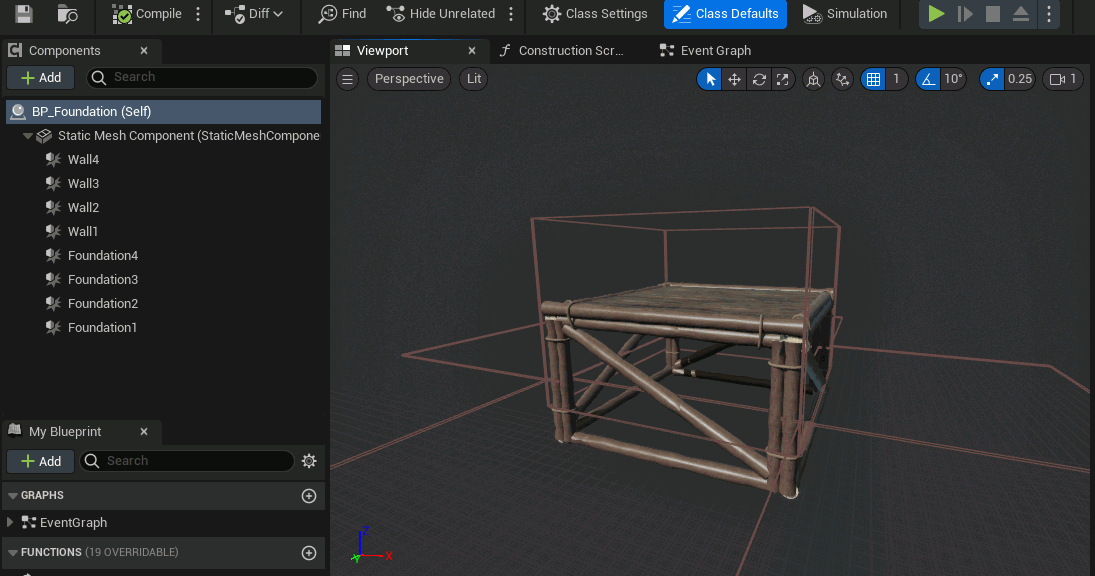 Compile Diff Find Hide Unrelated Class Settings Class Defaults Simulation
Components
Add Search
BP_Foundation (Self)
Static Mesh Component (StaticMeshCompone
Wall4
Wall3
Wall2
Wall1
Foundation4
Foundation3
Foundation2
Foundation1
My Blueprint
Add Search
GRAPHS
EventGraph
FUNCTIONS (19 OVERRIDABLE)
Viewport Construction Scr... Event Graph
Perspective Lit 1 10° 0.25 1
Z
X
Y